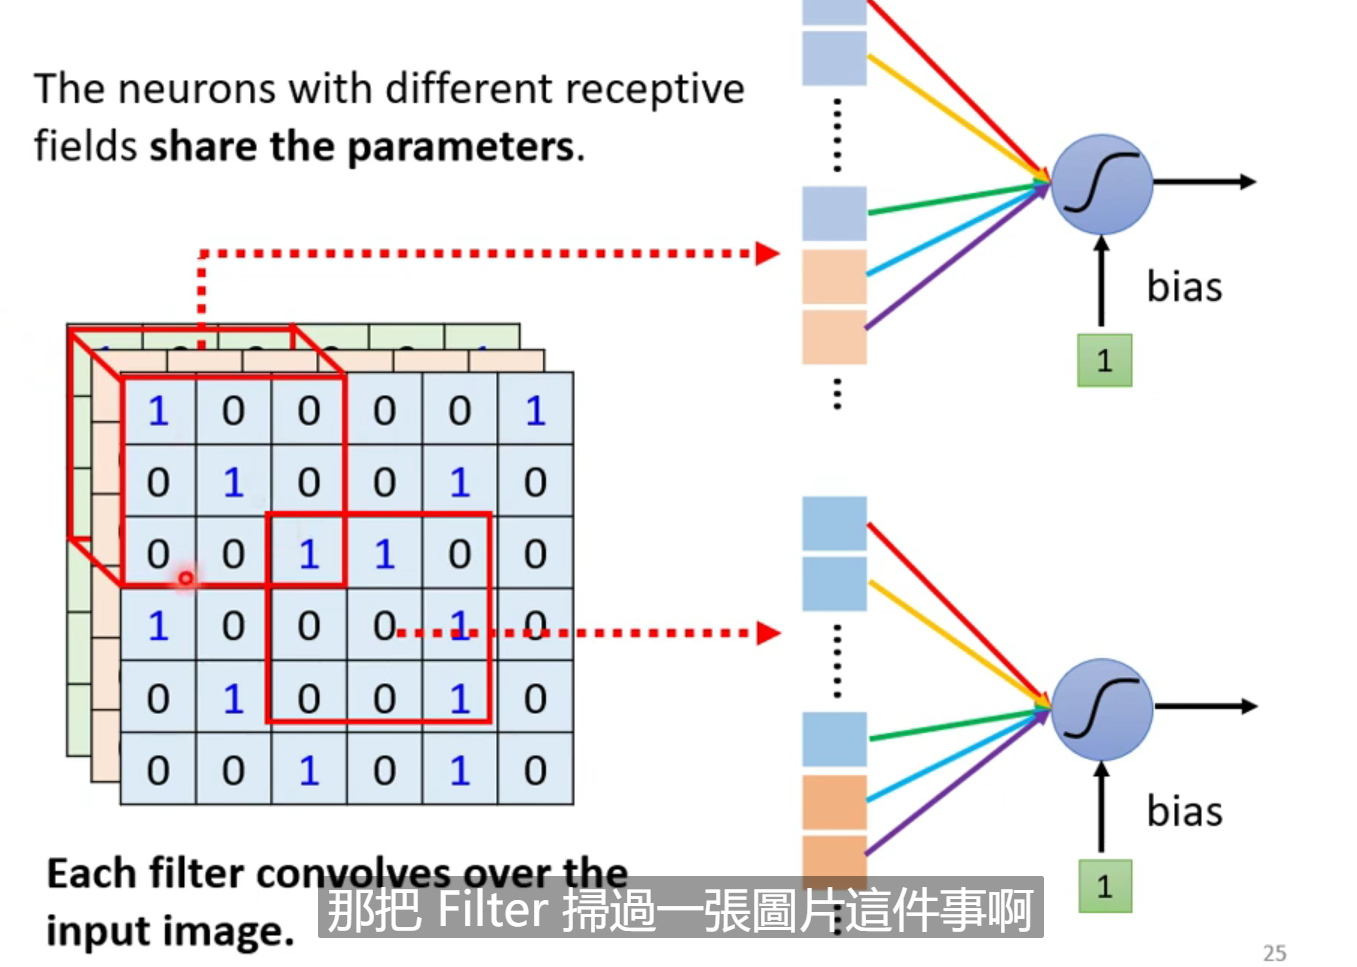 The neurons with different receptive
fields share the parameters.
bias
1
1 0 0 0 0 1
0 1 0 0 1 0
0 0 1 1 0 0
1 0 0 0 1 0
0 1 0 0 1 0
0 0 1 0 1 0
bias
1
Each filter convolves over the
input image.
那把 Filter 掃過一張圖片這件事啊
25